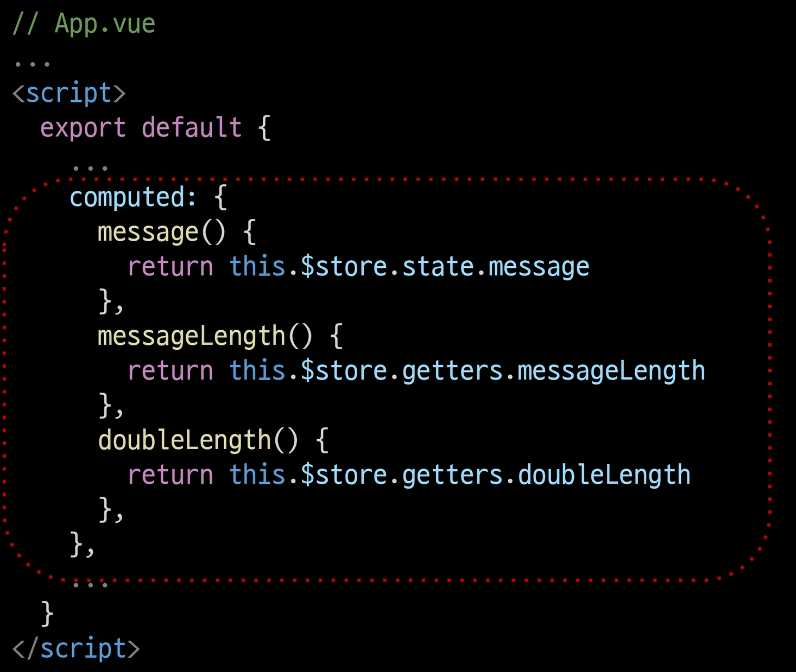 // App.vue
...
<script>
export default {
...
computed: {
message() {
return this.$store.state.message
},
messageLength() {
return this.$store.getters.messageLength
},
doubleLength() {
return this.$store.getters.doubleLength
},
},
...
}
</script>